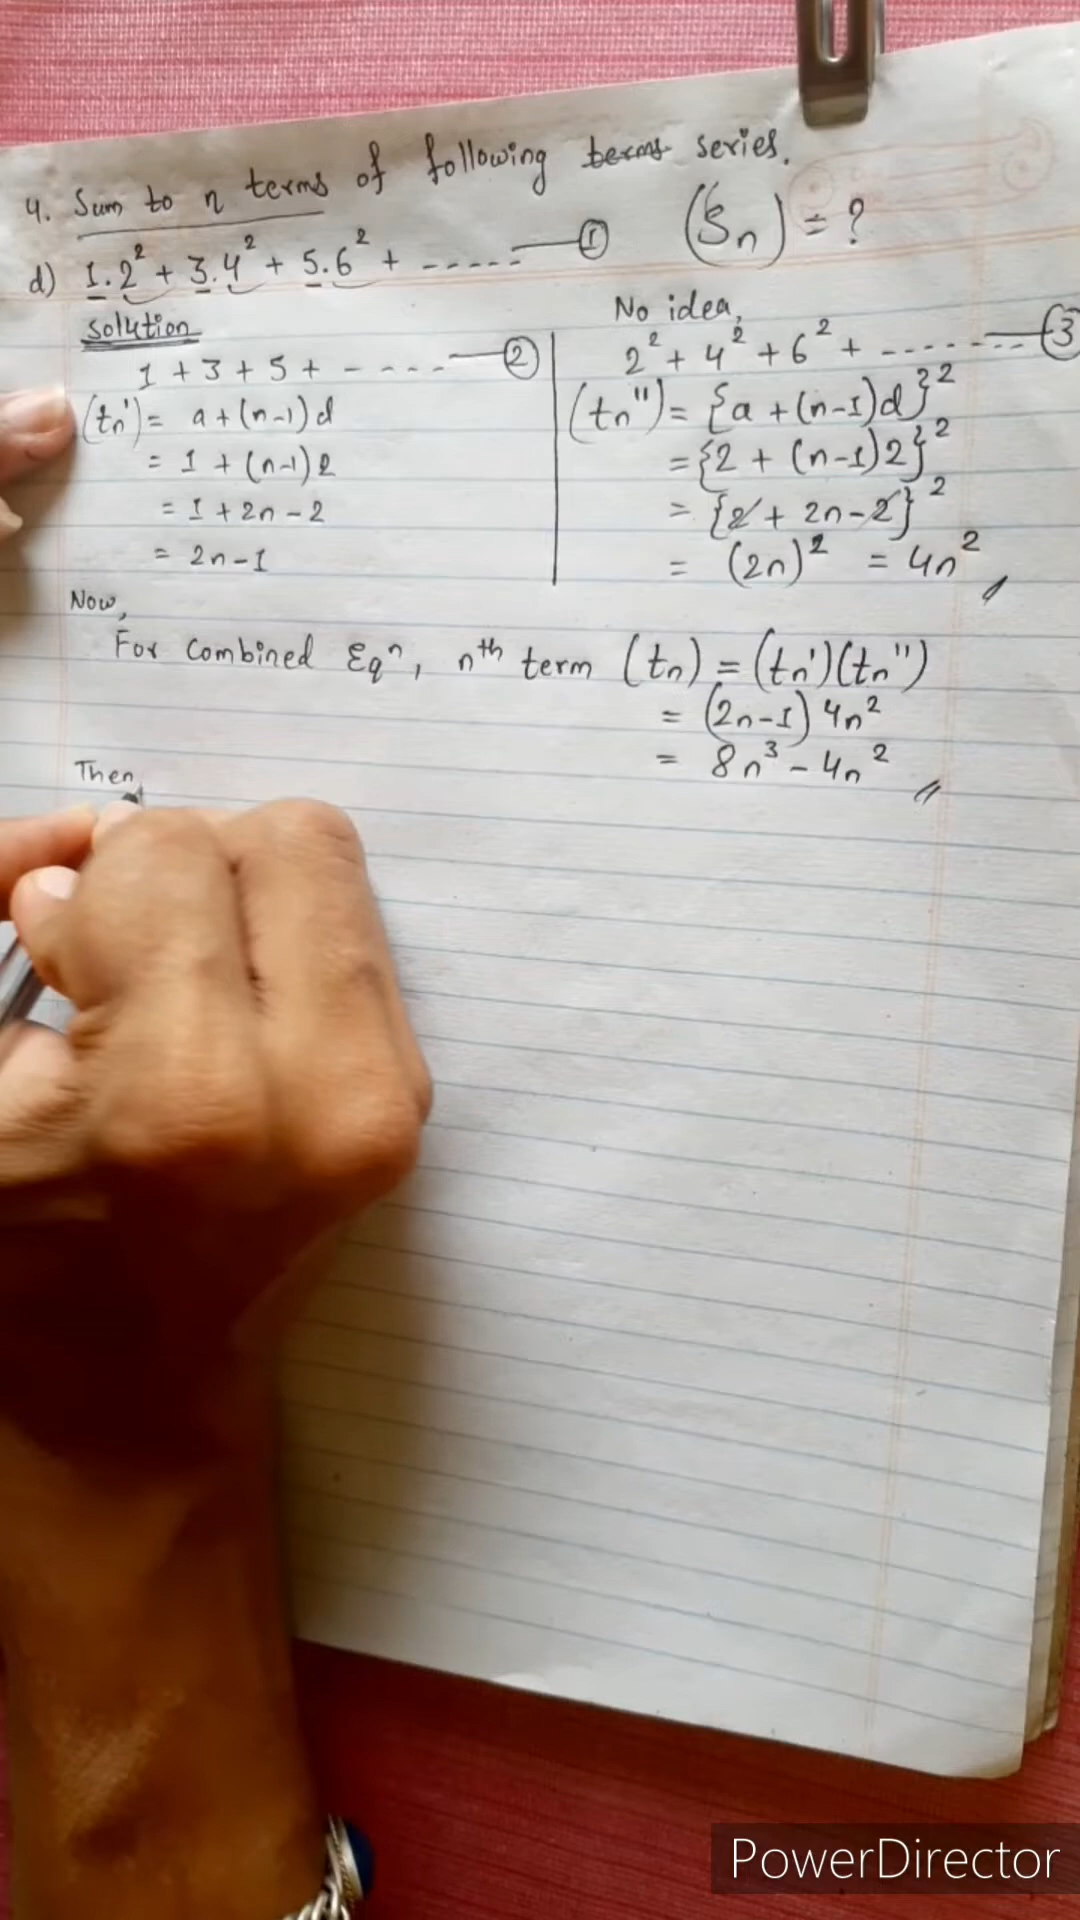 4. Sum to n terms of following terms series.
d) 1.2² + 3.4² + 5.6² + ------ ① (Sn) = ?
Solution
1 + 3 + 5 + ----- ②
(tn') = a + (n-1)d
= 1 + (n-1)2
= 1 + 2n - 2
= 2n - 1
No idea,
2² + 4² + 6² + ------- ③
(tn") = {a + (n-1)d}²
= {2 + (n-1)2}²
= {2 + 2n - 2}²
= (2n)² = 4n²
Now,
For Combined Eqⁿ, nth term (tn) = (tn')(tn")
= (2n-1) 4n²
= 8n³ - 4n²
Then,
PowerDirector